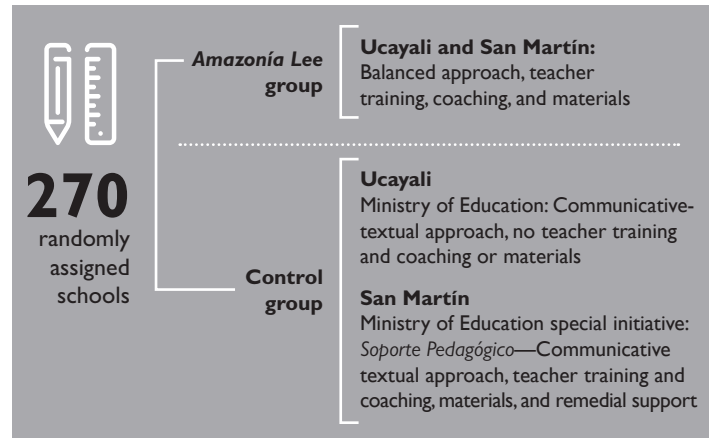 270
randomly
assigned
schools
Amazonía Lee
group
Ucayali and San Martín:
Balanced approach, teacher
training, coaching, and materials
Control
group
Ucayali
Ministry of Education: Communicative-
textual approach, no teacher training
and coaching or materials
San Martín
Ministry of Education special initiative:
Soporte Pedagógico—Communicative
textual approach, teacher training and
coaching, materials, and remedial support